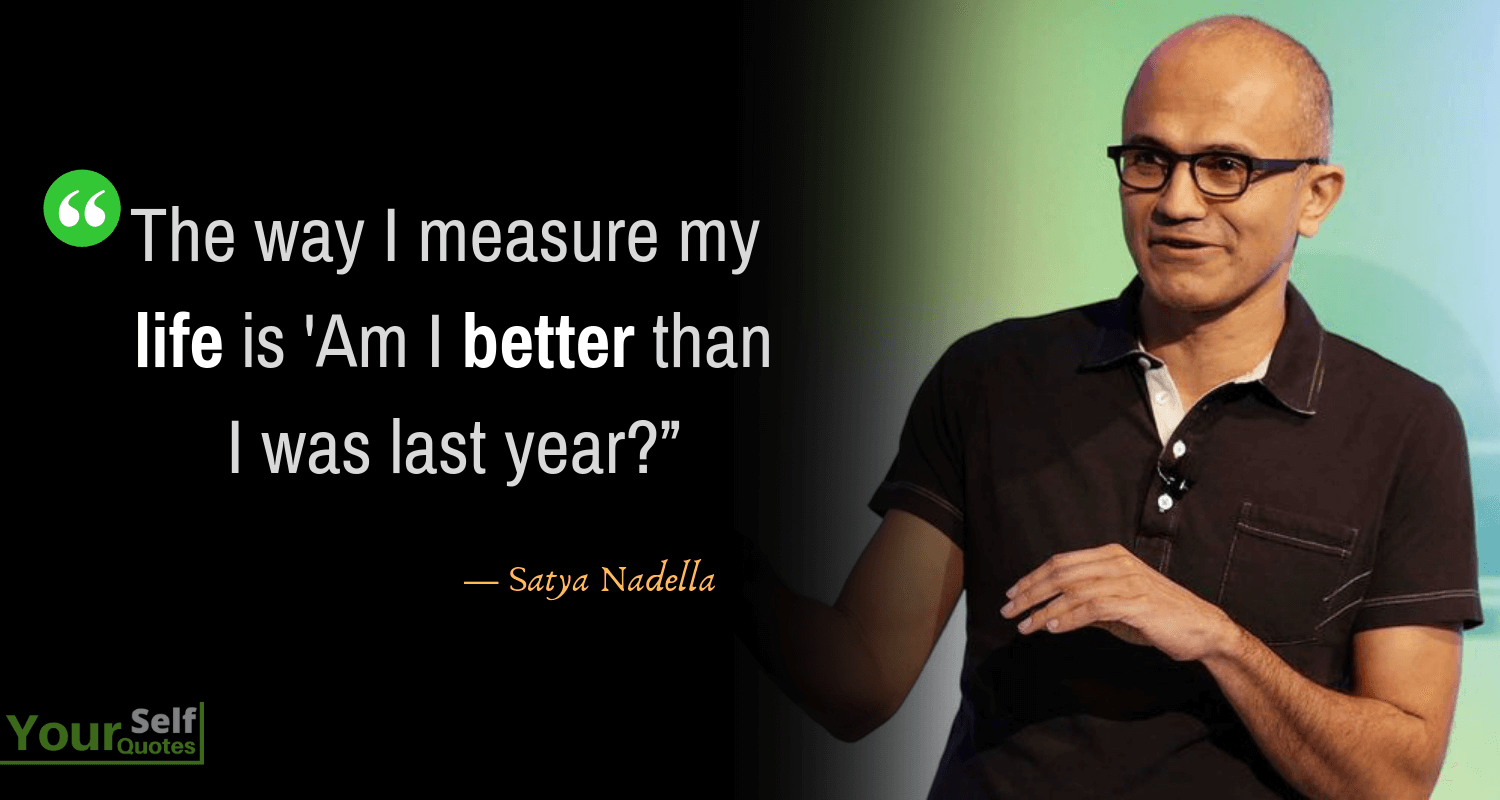 “The way I measure my
life is 'Am I better than
I was last year?”
— Satya Nadella
Your Self
Quotes